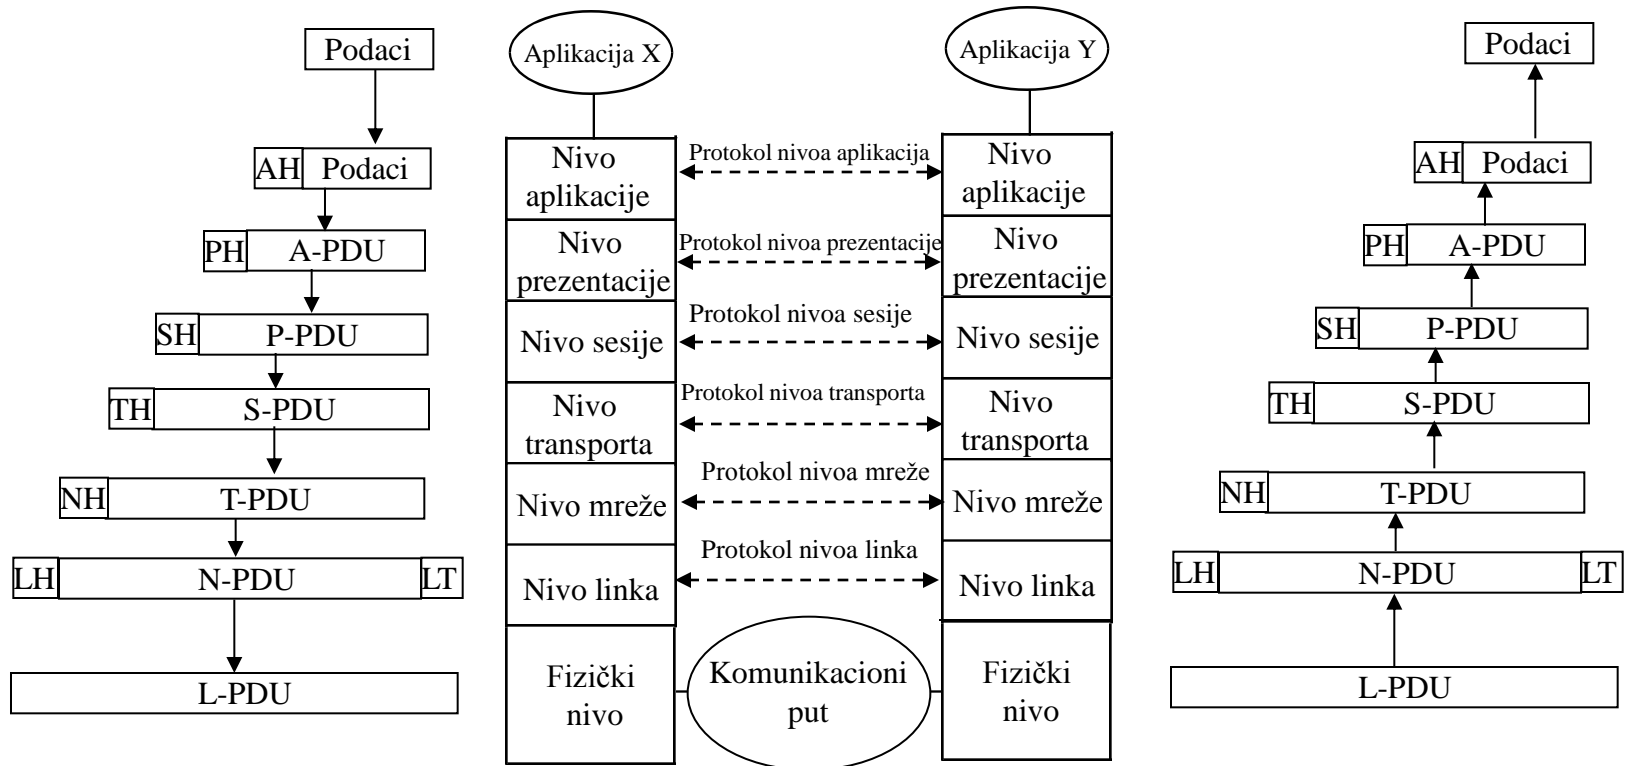 Podaci
AH Podaci
PH A-PDU
SH P-PDU
TH S-PDU
NH T-PDU
LH N-PDU LT
L-PDU
Aplikacija X
Nivo
aplikacije
Nivo
prezentacije
Nivo sesije
Nivo
transporta
Nivo mreže
Nivo linka
Fizički
nivo
Protokol nivoa aplikacija
Protokol nivoa prezentacije
Protokol nivoa sesije
Protokol nivoa transporta
Protokol nivoa mreže
Protokol nivoa linka
Komunikacioni
put
Aplikacija Y
Nivo
aplikacije
Nivo
prezentacije
Nivo sesije
Nivo
transporta
Nivo mreže
Nivo linka
Fizički
nivo
Podaci
AH Podaci
PH A-PDU
SH P-PDU
TH S-PDU
NH T-PDU
LH N-PDU LT
L-PDU